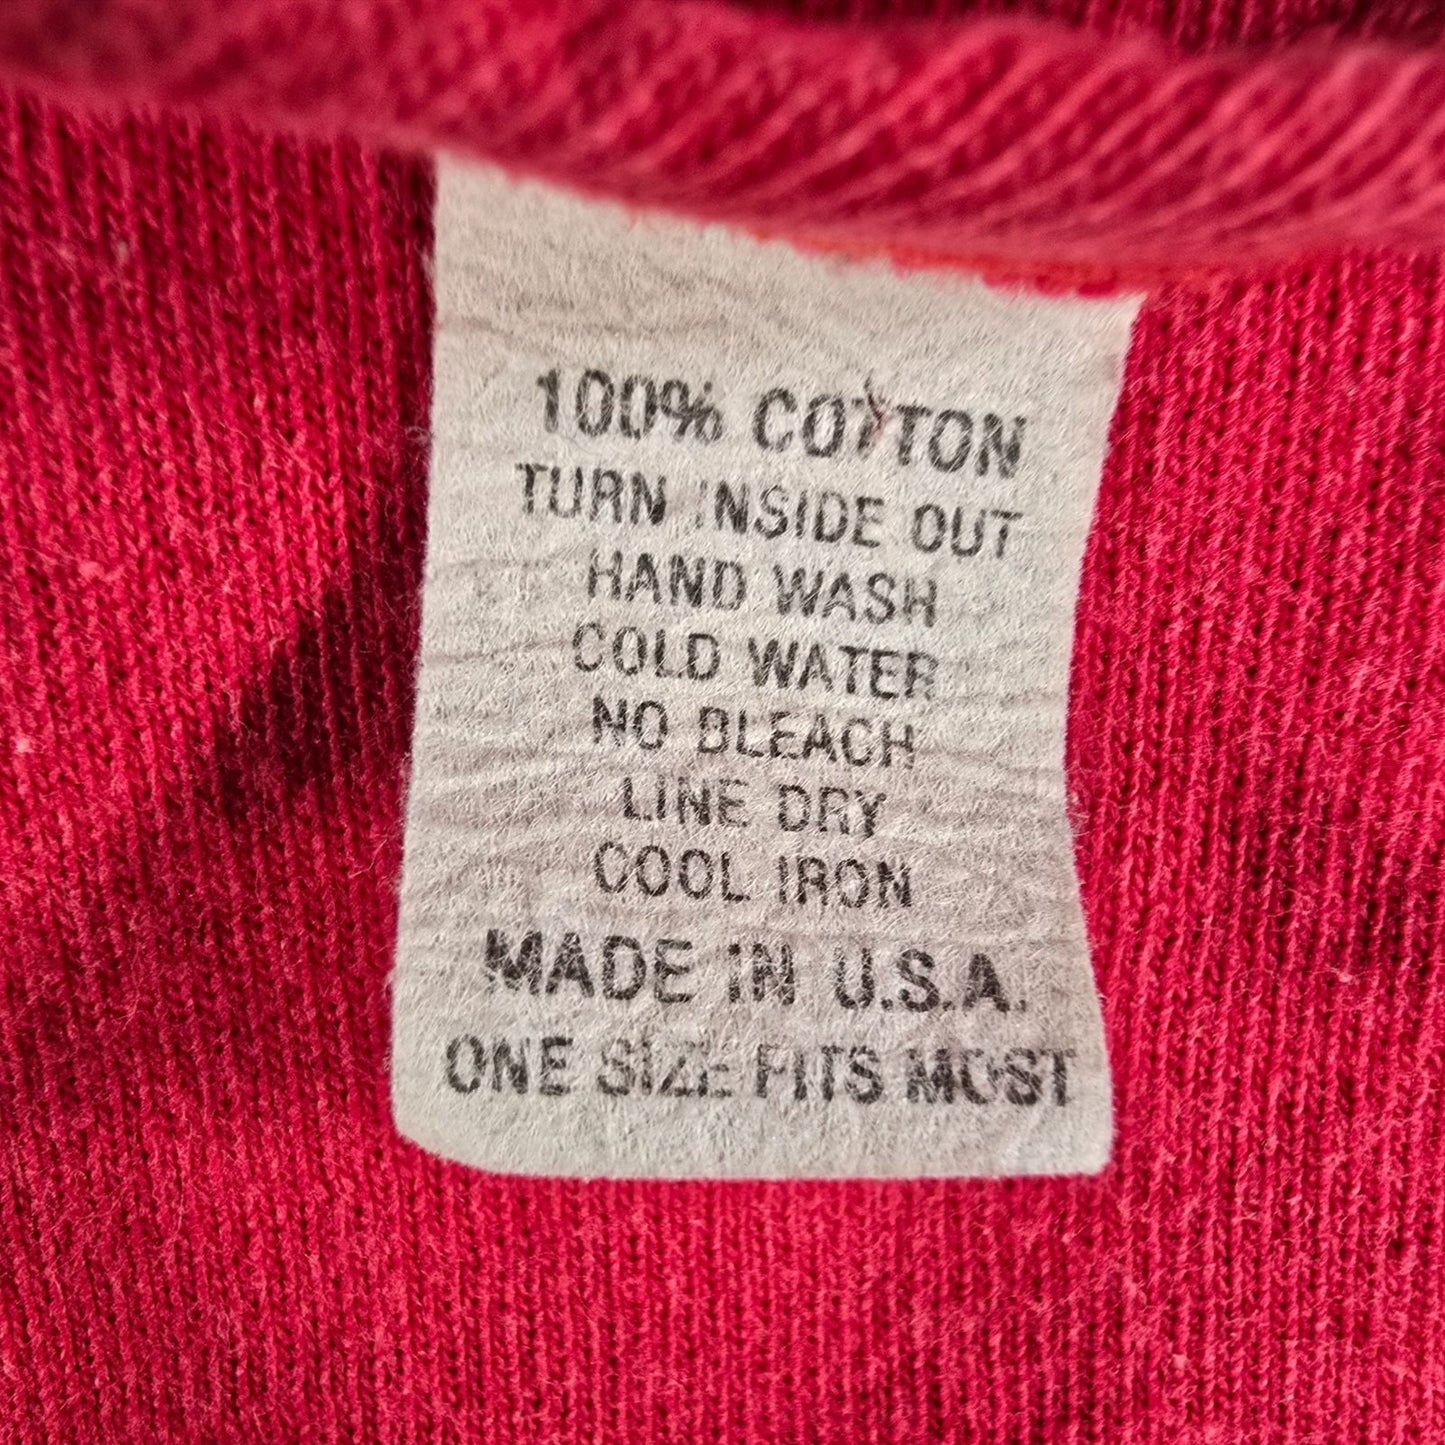 100% COTTON
TURN INSIDE OUT
HAND WASH
COLD WATER
NO BLEACH
LINE DRY
COOL IRON
MADE IN U.S.A.
ONE SIZE FITS MOST